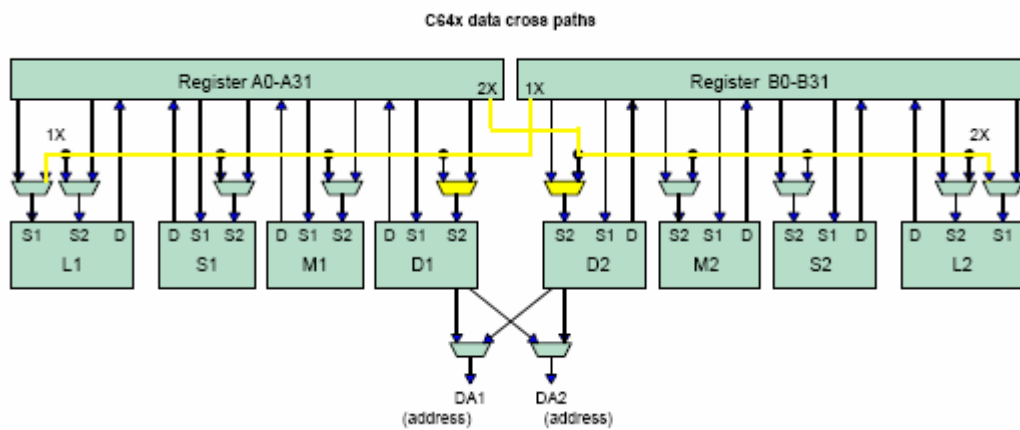 C64x data cross paths
Register A0-A31
2X
1X
Register B0-B31
1X
2X
S1 S2 D
D S1 S2
D S1 S2
D S1 S2
S2 S1 D
S2 S1 D
S2 S1 D
D S2 S1
L1
S1
M1
D1
D2
M2
S2
L2
DA1
DA2
(address)
(address)